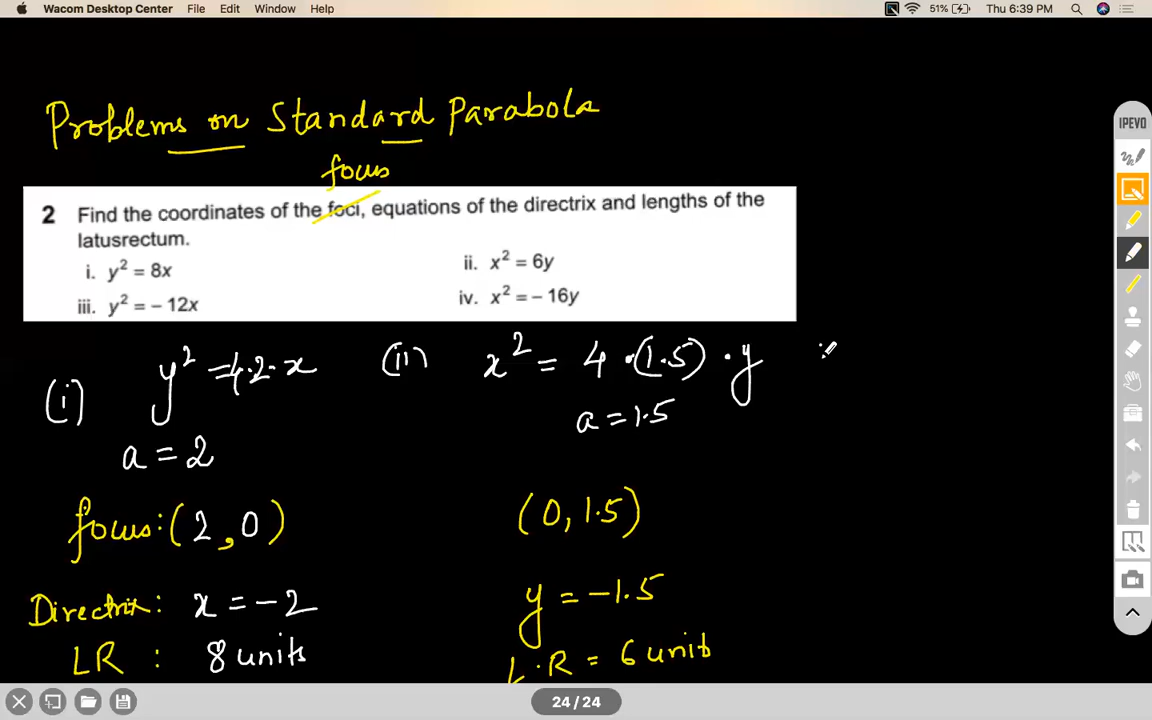 Wacom Desktop Center File Edit Window Help 51% Thu 6:39 PM
Problems on Standard Parabola
focus
IPEVO
2 Find the coordinates of the foci, equations of the directrix and lengths of the
latusrectum.
i. y² = 8x ii. x² = 6y
iii. y² = – 12x iv. x² = – 16y
(i) y² = 4·2·x (ii) x² = 4·(1.5)·y
a = 2 a = 1.5
focus: (2,0) (0, 1.5)
Directrix: x = -2 y = -1.5
LR : 8 units L.R = 6 unit
24 / 24